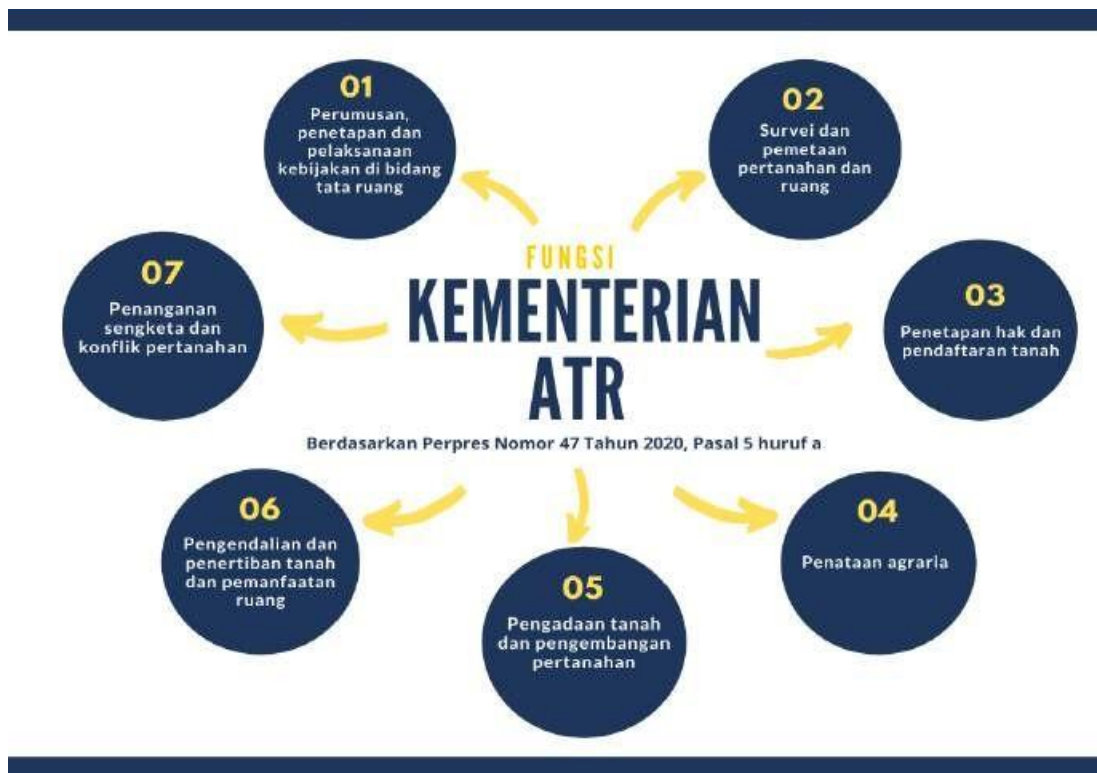 FUNGSI
KEMENTERIAN
ATR
Berdasarkan Perpres Nomor 47 Tahun 2020, Pasal 5 huruf a
01
Perumusan,
penetapan dan
pelaksanaan
kebijakan di bidang
tata ruang
02
Survei dan
pemetaan
pertanahan dan
ruang
03
Penetapan hak dan
pendaftaran tanah
04
Penataan agraria
05
Pengadaan tanah
dan pengembangan
pertanahan
06
Pengendalian dan
penertiban tanah
dan pemanfaatan
ruang
07
Penanganan
sengketa dan
konflik pertanahan